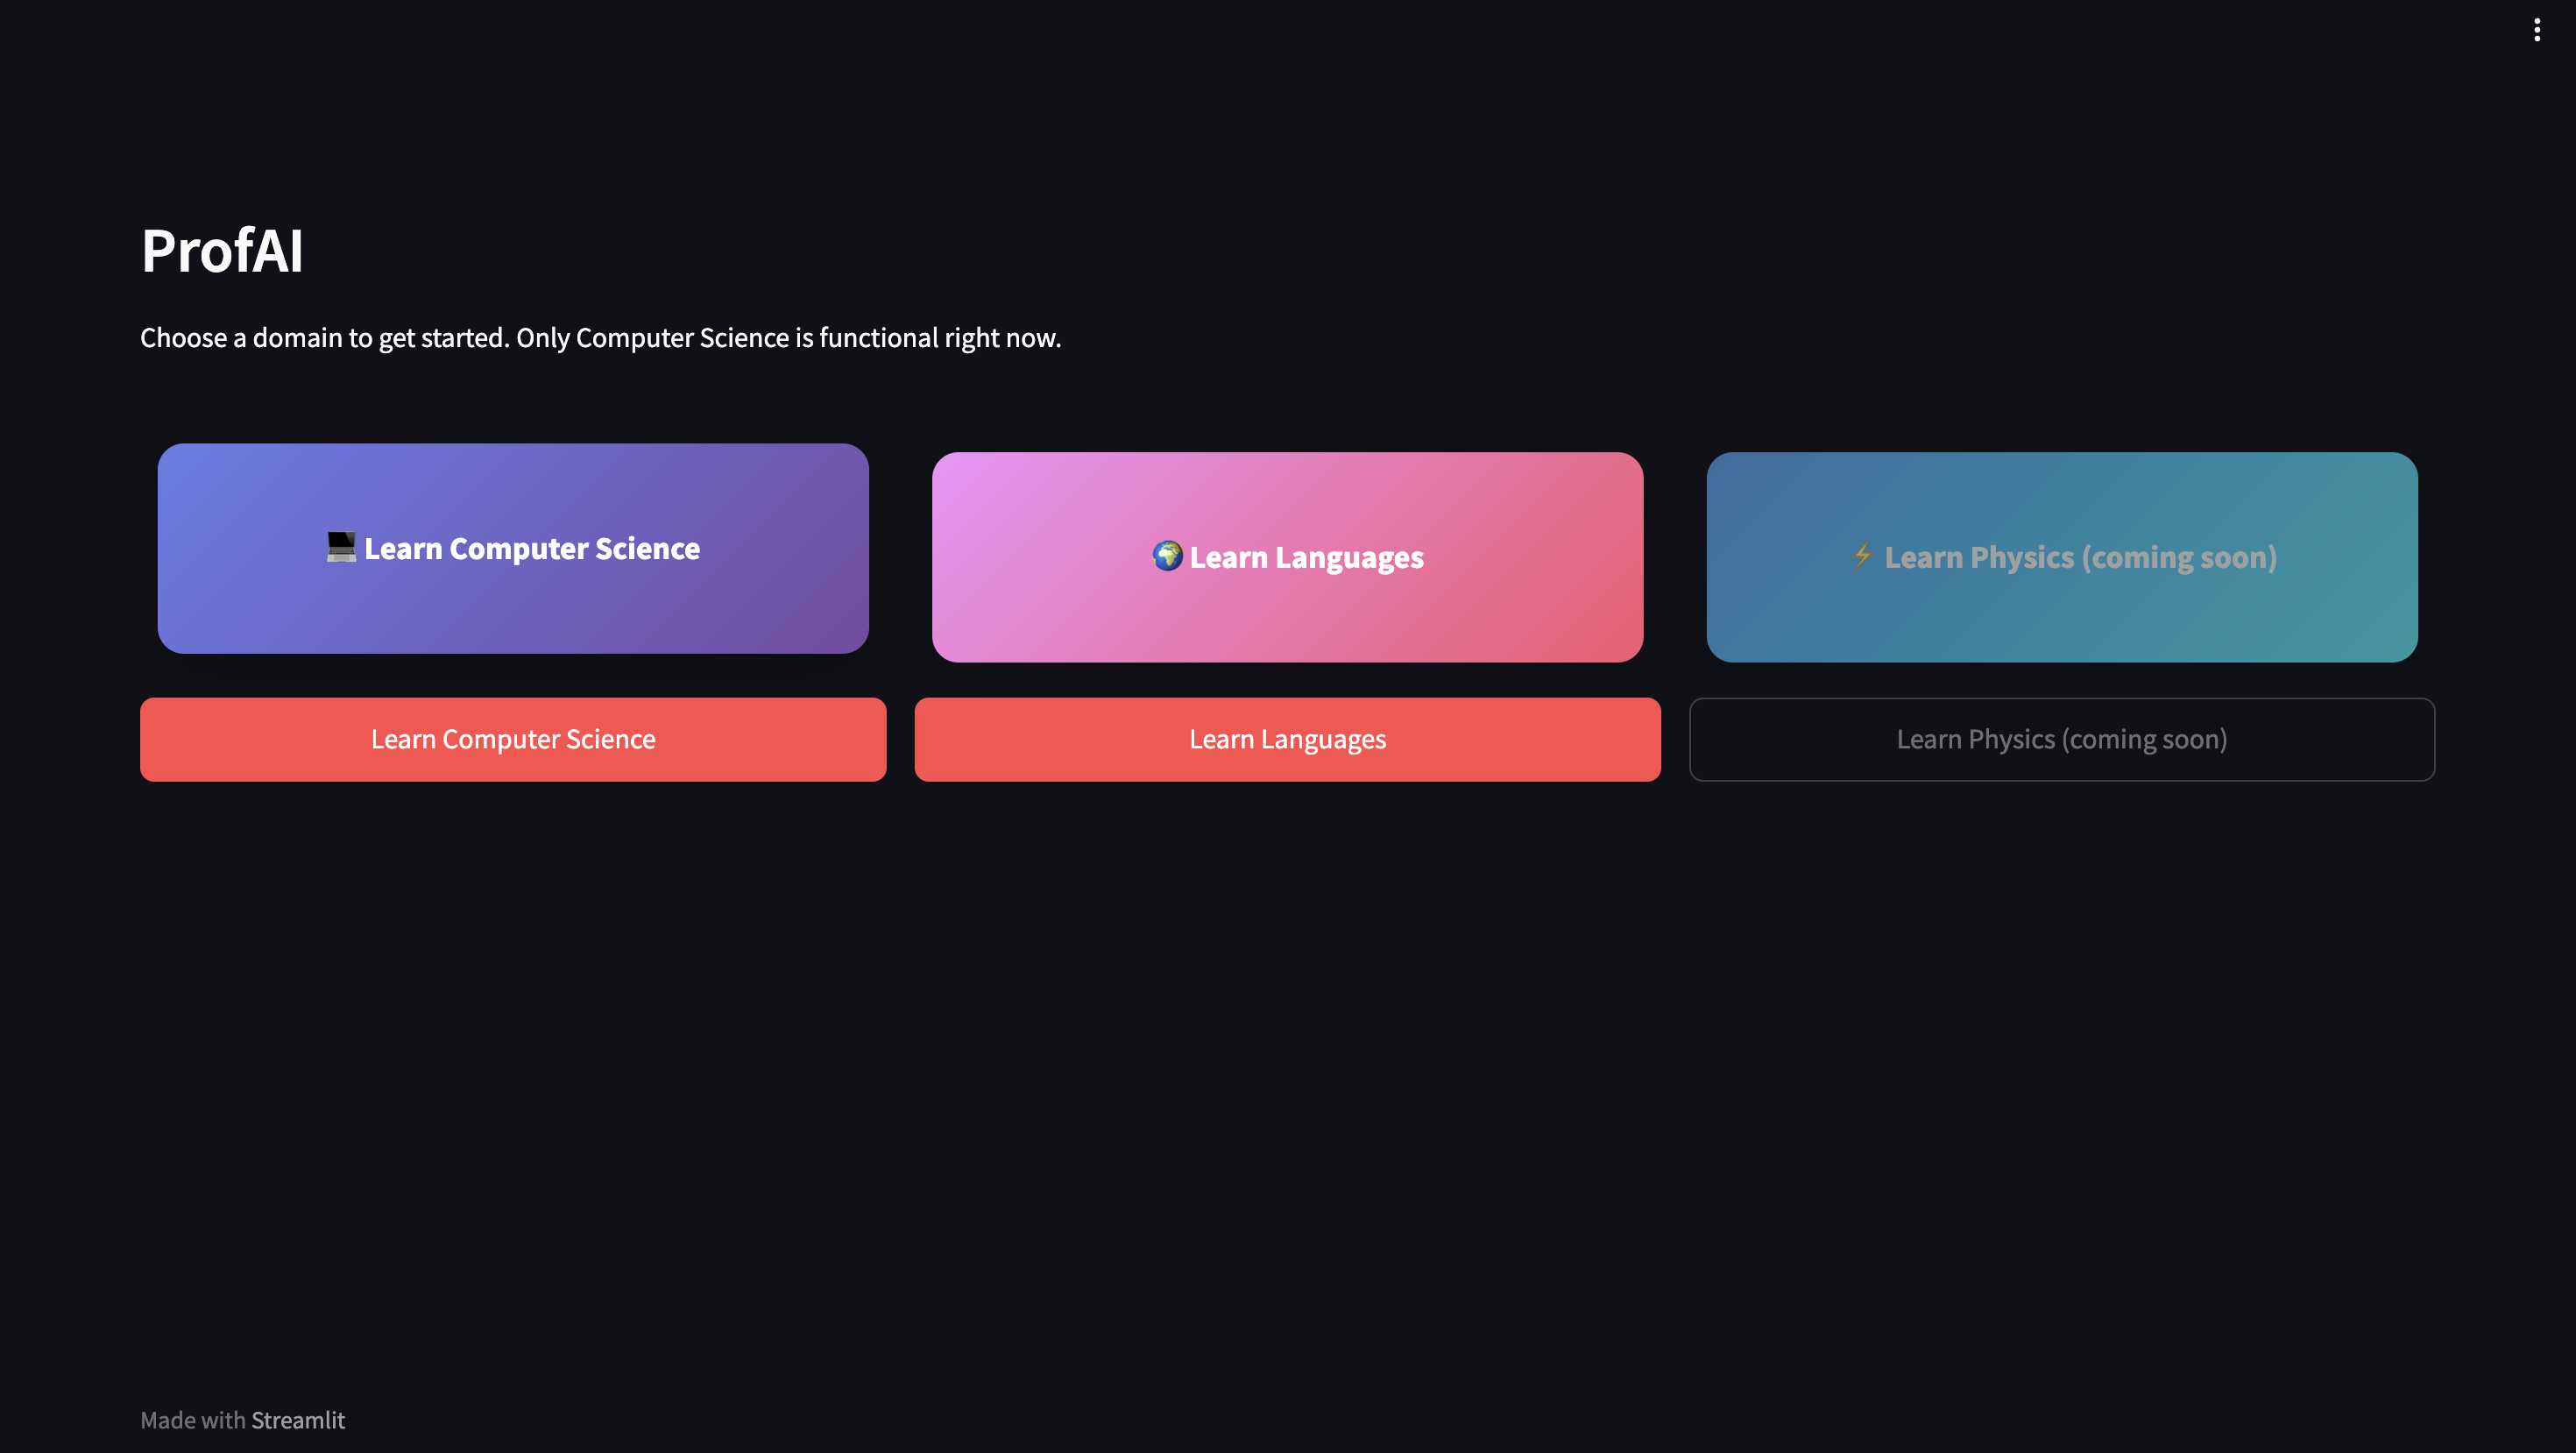 ProfAI
Choose a domain to get started. Only Computer Science is functional right now.
💻 Learn Computer Science
🌍 Learn Languages
⚡ Learn Physics (coming soon)
Learn Computer Science
Learn Languages
Learn Physics (coming soon)
Made with Streamlit